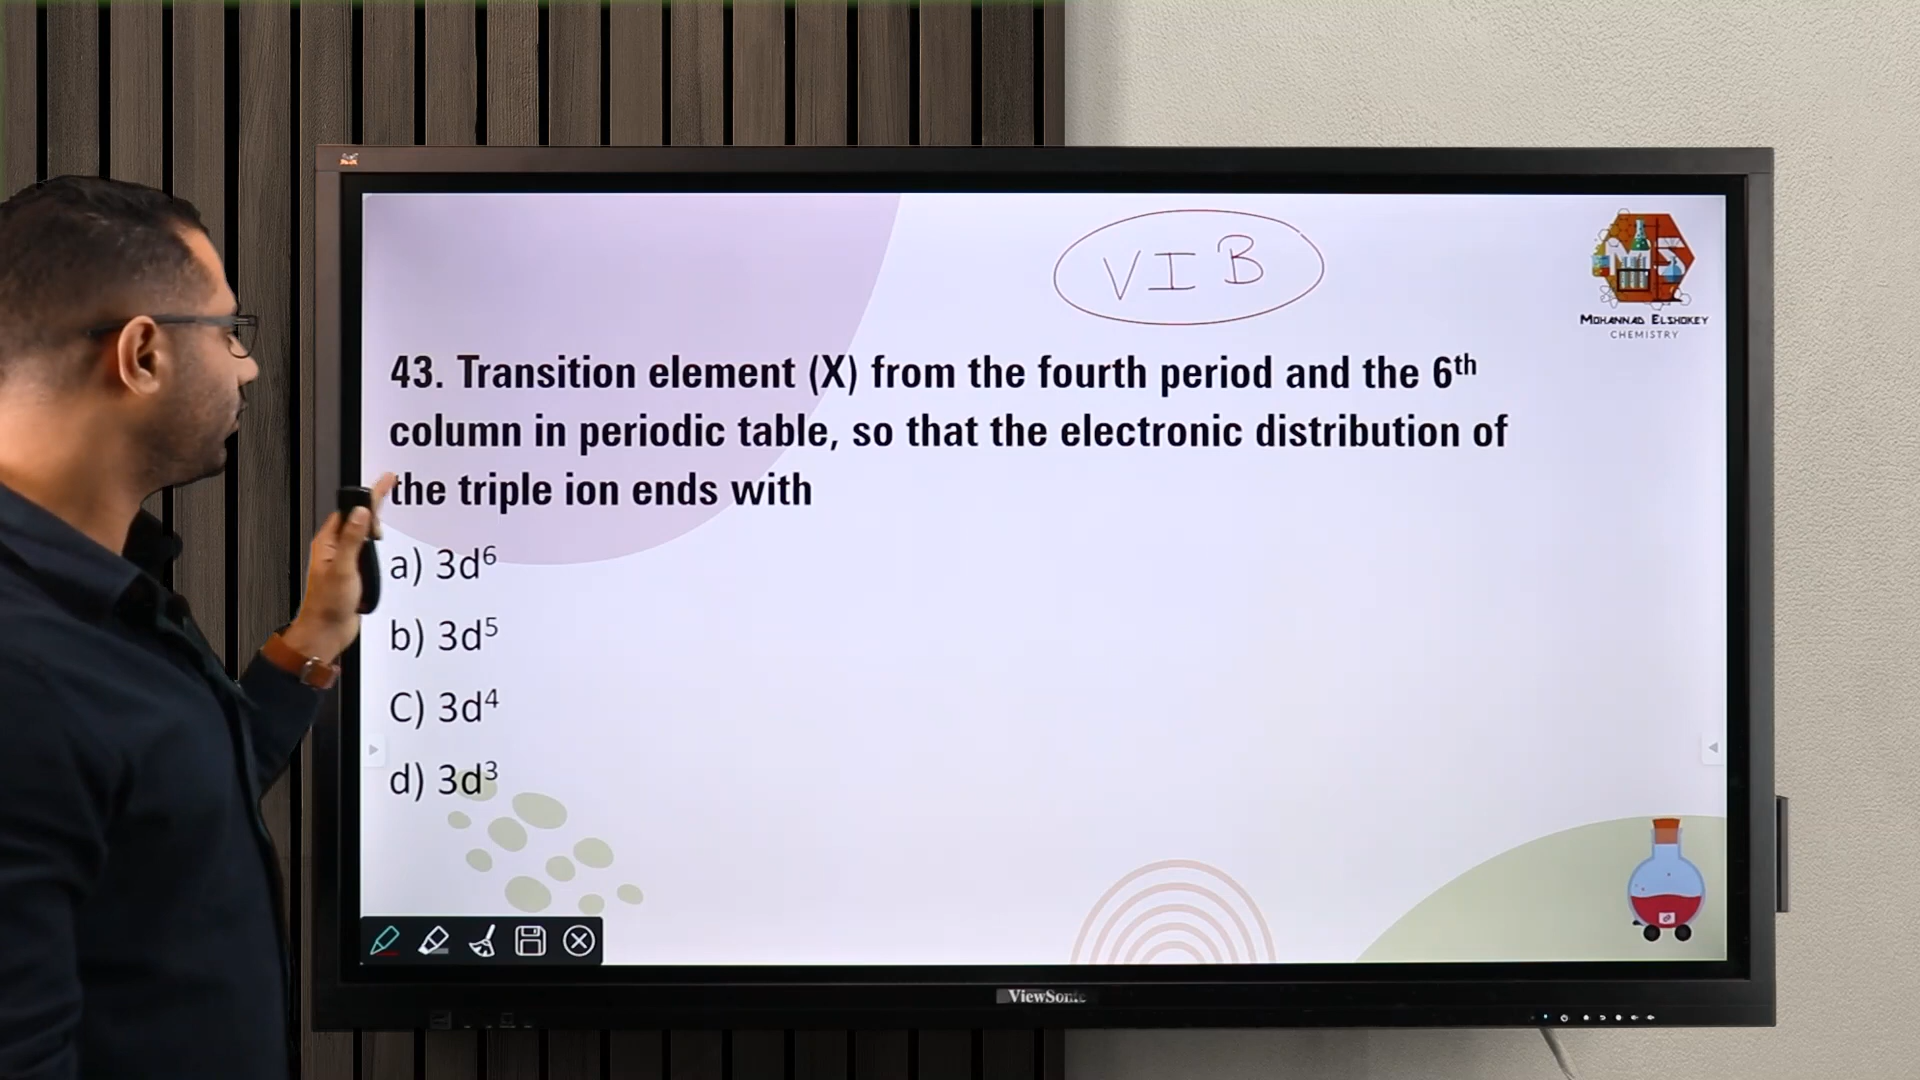 VIB
MOHANNAD ELSHOKEY
CHEMISTRY
43. Transition element (X) from the fourth period and the 6th
column in periodic table, so that the electronic distribution of
the triple ion ends with
a) 3d⁶
b) 3d⁵
C) 3d⁴
d) 3d³
ViewSonic